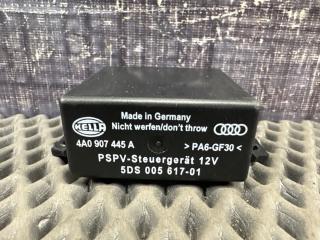 Made in Germany
HELLA Nicht werfen/don't throw
4A0 907 445 A >PA6-GF30<
PSPV-Steuergerät 12V
5DS 005 617-01